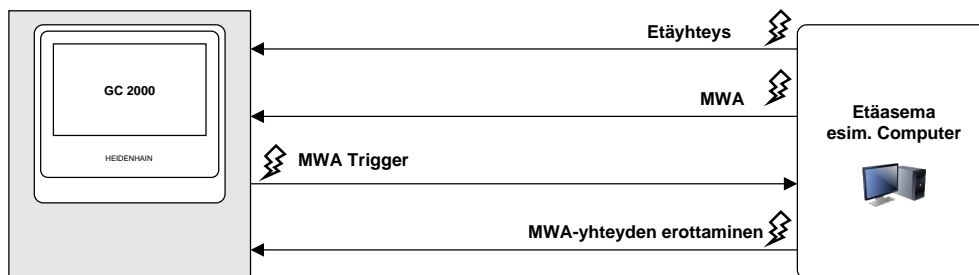 GC 2000
HEIDENHAIN
Etäyhteys
MWA
MWA Trigger
MWA-yhteyden erottaminen
Etäasema
esim. Computer